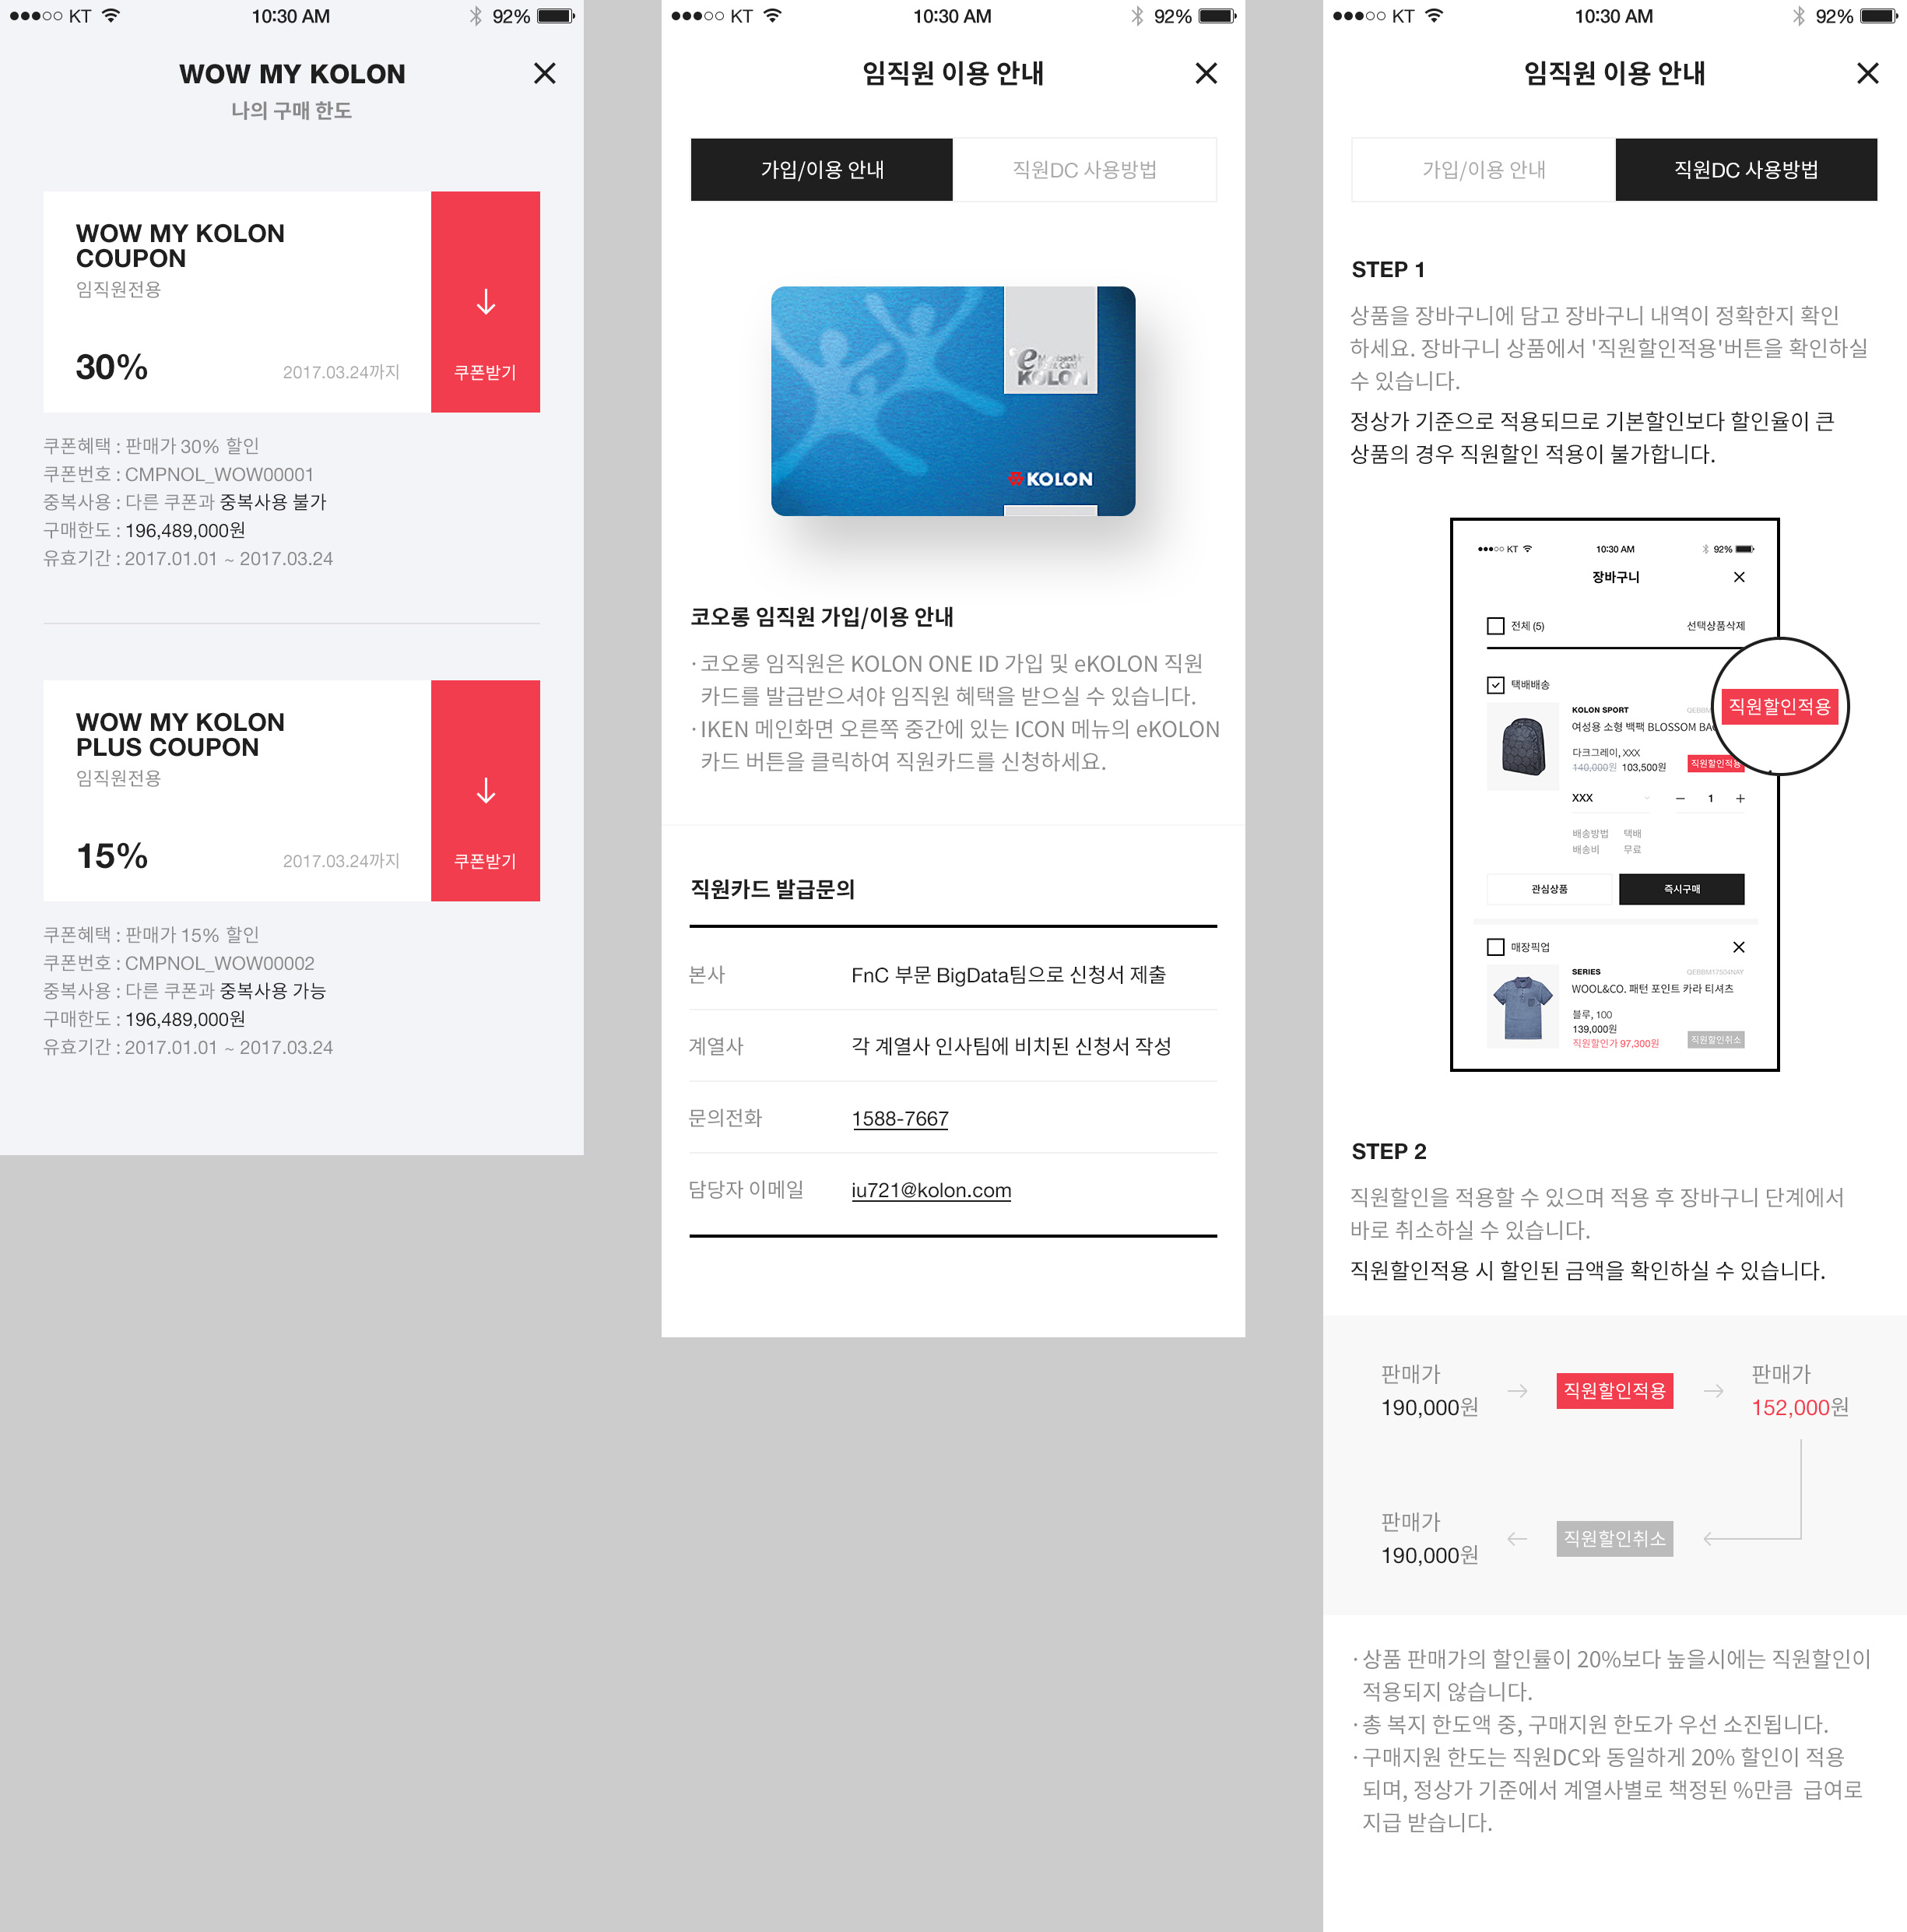 KT
10:30 AM
92%
WOW MY KOLON
나의 구매 한도
WOW MY KOLON
COUPON
임직원전용
30%
2017.03.24까지
쿠폰받기
쿠폰혜택 : 판매가 30% 할인
쿠폰번호 : CMPNOL_WOW00001
중복사용 : 다른 쿠폰과 중복사용 불가
구매한도 : 196,489,000원
유효기간 : 2017.01.01 ~ 2017.03.24
WOW MY KOLON
PLUS COUPON
임직원전용
15%
2017.03.24까지
쿠폰받기
쿠폰혜택 : 판매가 15% 할인
쿠폰번호 : CMPNOL_WOW00002
중복사용 : 다른 쿠폰과 중복사용 가능
구매한도 : 196,489,000원
유효기간 : 2017.01.01 ~ 2017.03.24
KT
10:30 AM
92%
임직원 이용 안내
가입/이용 안내
직원DC 사용방법
e Membership
Card
KOLON
KOLON
코오롱 임직원 가입/이용 안내
· 코오롱 임직원은 KOLON ONE ID 가입 및 eKOLON 직원
카드를 발급받으셔야 임직원 혜택을 받으실 수 있습니다.
· IKEN 메인화면 오른쪽 중간에 있는 ICON 메뉴의 eKOLON
카드 버튼을 클릭하여 직원카드를 신청하세요.
직원카드 발급문의
본사
FnC 부문 BigData팀으로 신청서 제출
계열사
각 계열사 인사팀에 비치된 신청서 작성
문의전화
1588-7667
담당자 이메일
iu721@kolon.com
KT
10:30 AM
92%
임직원 이용 안내
가입/이용 안내
직원DC 사용방법
STEP 1
상품을 장바구니에 담고 장바구니 내역이 정확한지 확인
하세요. 장바구니 상품에서 '직원할인적용'버튼을 확인하실
수 있습니다.
정상가 기준으로 적용되므로 기본할인보다 할인율이 큰
상품의 경우 직원할인 적용이 불가합니다.
KT
10:30 AM
92%
장바구니
전체 (5)
선택상품삭제
택배배송
직원할인적용
KOLON SPORT
여성용 소형 백팩 BLOSSOM
다크그레이, XXX
140,000원 103,500원
직원할인적용
XXX
1
배송방법 택배
배송비 무료
관심상품
즉시구매
매장픽업
SERIES
QEBBM17504NAY
WOOL&CO. 패턴 포인트 카라 티셔츠
블루, 100
139,000원
직원할인가 97,300원
직원할인취소
STEP 2
직원할인을 적용할 수 있으며 적용 후 장바구니 단계에서
바로 취소하실 수 있습니다.
직원할인적용 시 할인된 금액을 확인하실 수 있습니다.
판매가
190,000원
직원할인적용
판매가
152,000원
판매가
190,000원
직원할인취소
· 상품 판매가의 할인률이 20%보다 높을시에는 직원할인이
적용되지 않습니다.
· 총 복지 한도액 중, 구매지원 한도가 우선 소진됩니다.
· 구매지원 한도는 직원DC와 동일하게 20% 할인이 적용
되며, 정상가 기준에서 계열사별로 책정된 %만큼 급여로
지급 받습니다.